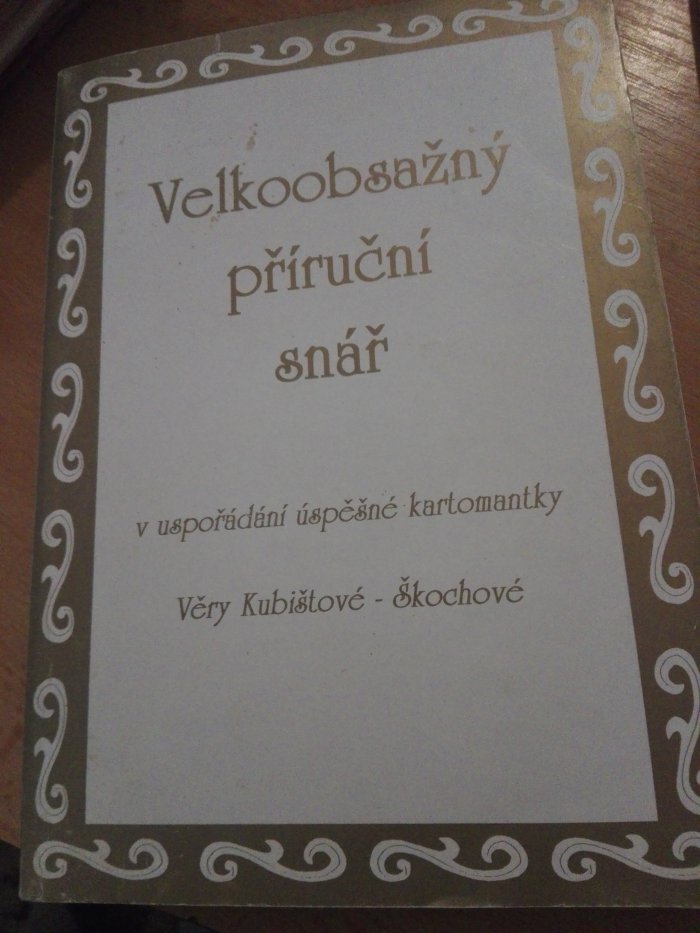 Velkoobsažný
příruční
snář
v uspořádání úspěšné kartomantky
Věry Kubištové - Škochové